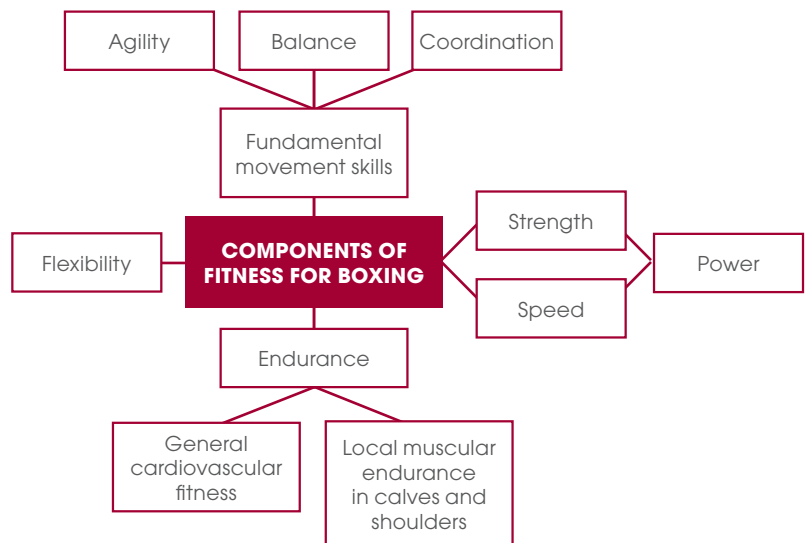 Agility
Balance
Coordination
Fundamental
movement skills
Strength
Flexibility
COMPONENTS OF
FITNESS FOR BOXING
Power
Speed
Endurance
General
cardiovascular
fitness
Local muscular
endurance
in calves and
shoulders